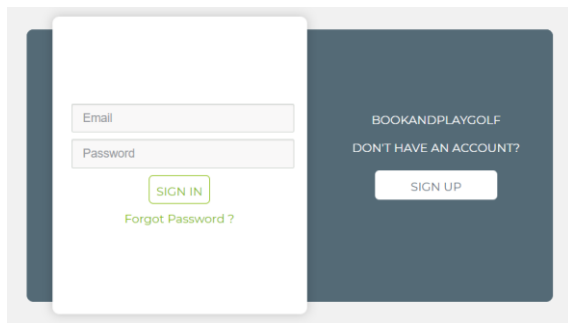 Email
Password
SIGN IN
Forgot Password ?
BOOKANDPLAYGOLF
DON'T HAVE AN ACCOUNT?
SIGN UP